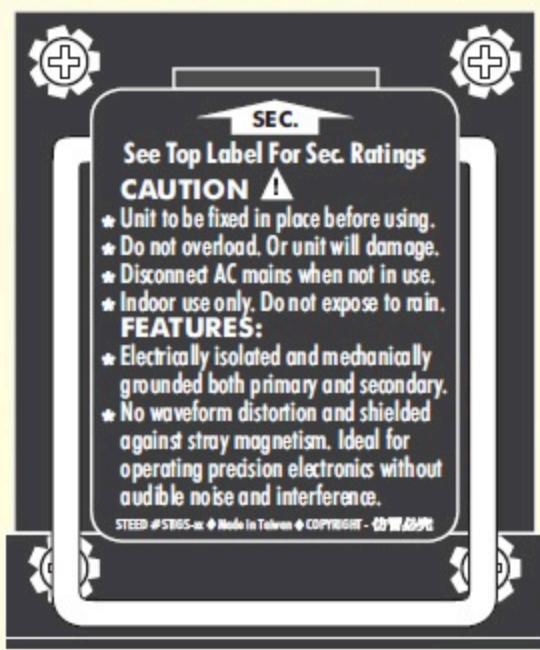 SEC.
See Top Label For Sec. Ratings
CAUTION
* Unit to be fixed in place before using.
* Do not overload. Or unit will damage.
* Disconnect AC mains when not in use.
* Indoor use only. Do not expose to rain.
FEATURES:
* Electrically isolated and mechanically
grounded both primary and secondary.
* No waveform distortion and shielded
against stray magnetism. Ideal for
operating precision electronics without
audible noise and interference.
STEED ◆ Made in Taiwan ◆ COPYRIGHT -